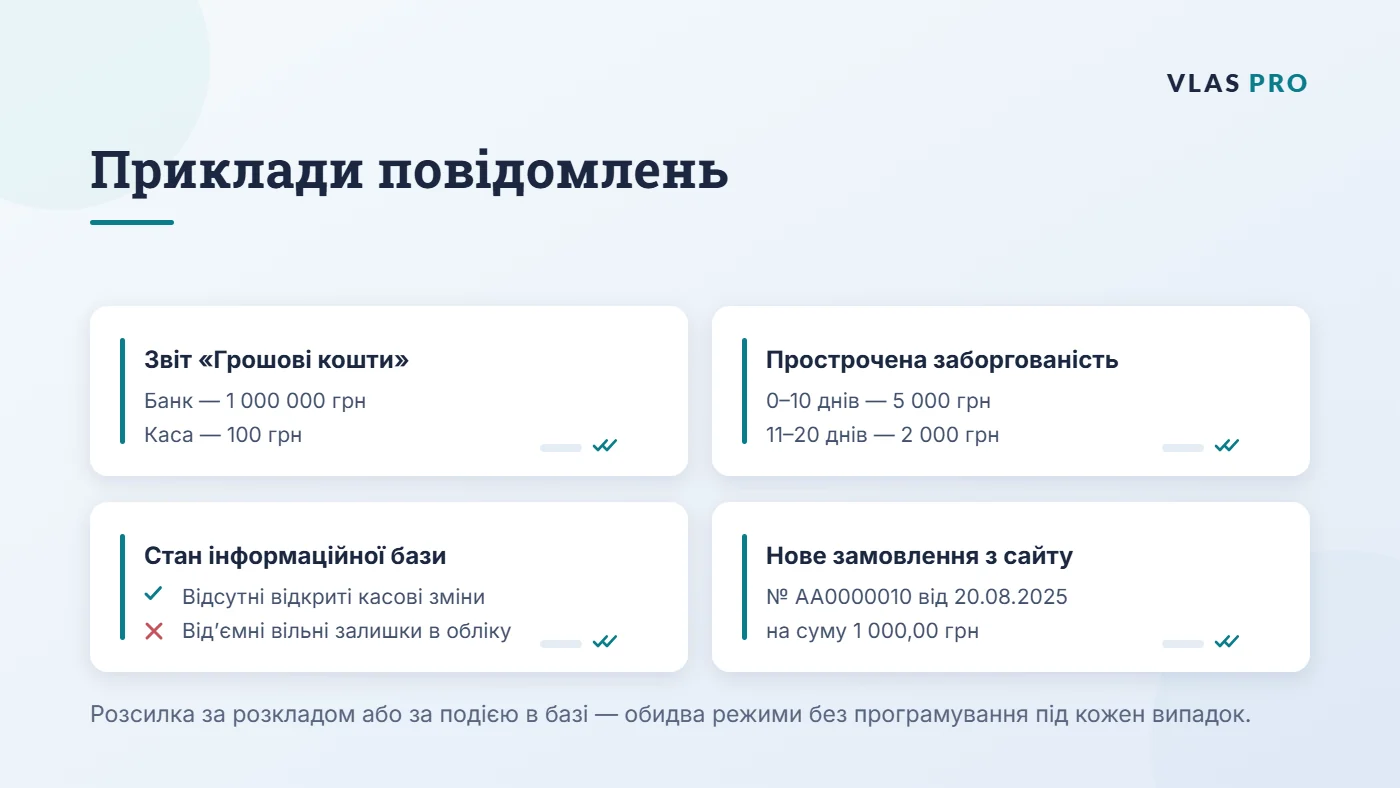 VLAS PRO
Приклади повідомлень
Звіт «Грошові кошти»
Банк — 1 000 000 грн
Каса — 100 грн
Прострочена заборгованість
0–10 днів — 5 000 грн
11–20 днів — 2 000 грн
Стан інформаційної бази
Відсутні відкриті касові зміни
Від’ємні вільні залишки в обліку
Нове замовлення з сайту
№ АА0000010 від 20.08.2025
на суму 1 000,00 грн
Розсилка за розкладом або за подією в базі — обидва режими без програмування під кожен випадок.